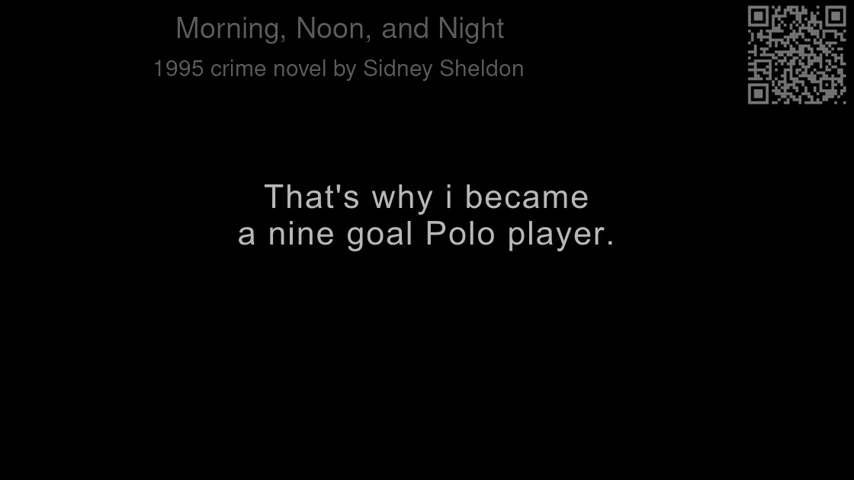 Morning, Noon, and Night
1995 crime novel by Sidney Sheldon
That's why i became
a nine goal Polo player.